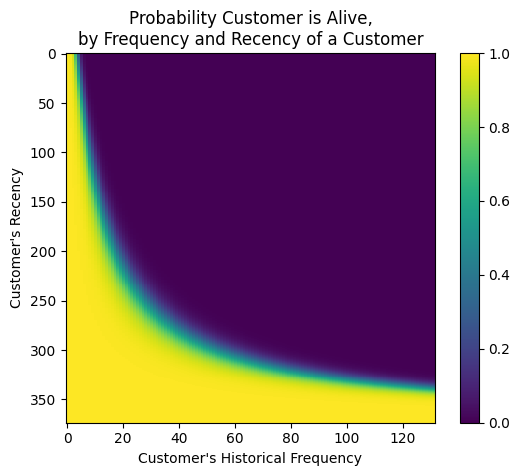 Probability Customer is Alive,
by Frequency and Recency of a Customer
0
50
100
150
200
250
300
350
Customer's Recency
0 20 40 60 80 100 120
Customer's Historical Frequency
1.0
0.8
0.6
0.4
0.2
0.0